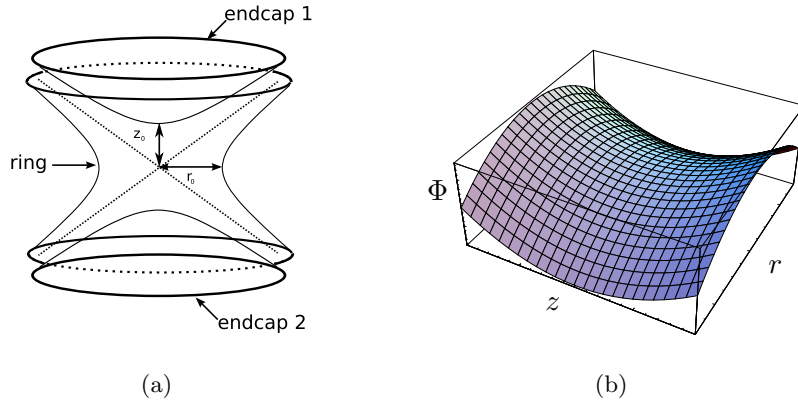 endcap 1
z₀
ring
r₀
endcap 2
(a)
Φ
z
r
(b)